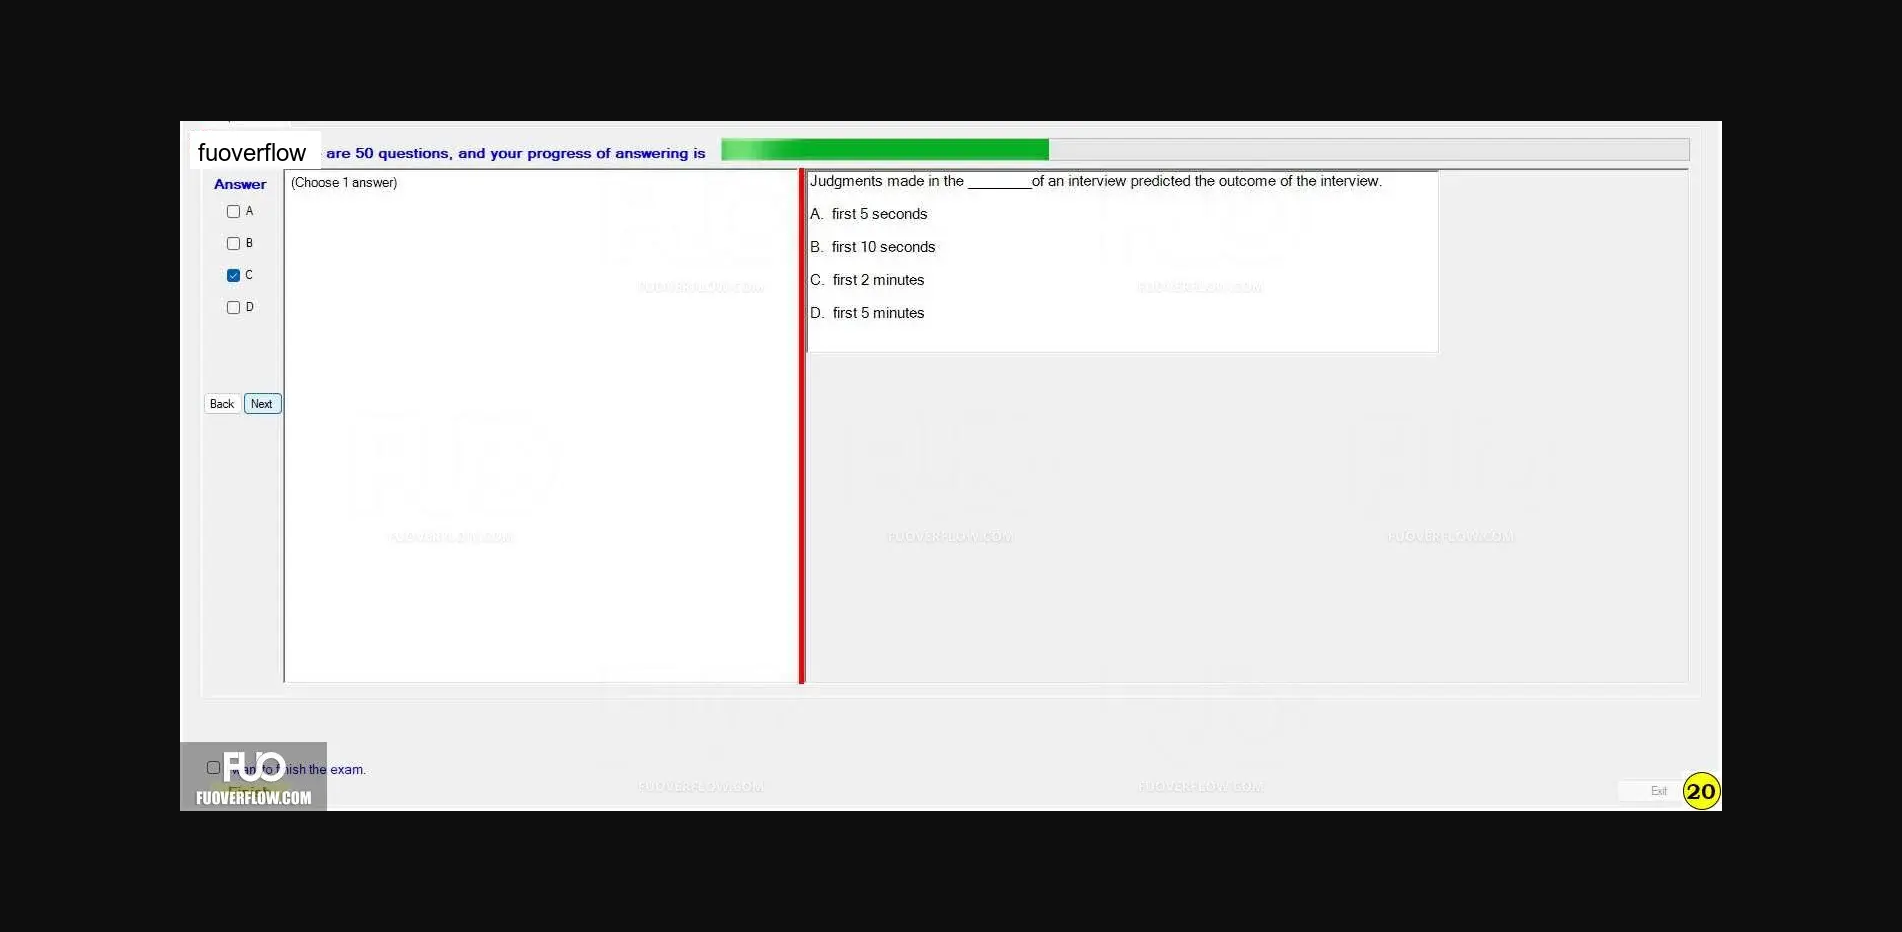 fuoverflow are 50 questions, and your progress of answering is
Answer
(Choose 1 answer)
A
B
C
D
Back Next
Judgments made in the ________of an interview predicted the outcome of the interview.
A. first 5 seconds
B. first 10 seconds
C. first 2 minutes
D. first 5 minutes
FUOVERFLOW.COM
FUOVERFLOW.COM
FUOVERFLOW.COM
FUOVERFLOW.COM
FUOVERFLOW.COM
FUOVERFLOW.COM
FUOVERFLOW.COM
FUO
want to finish the exam.
FUOVERFLOW.COM
Exit
20